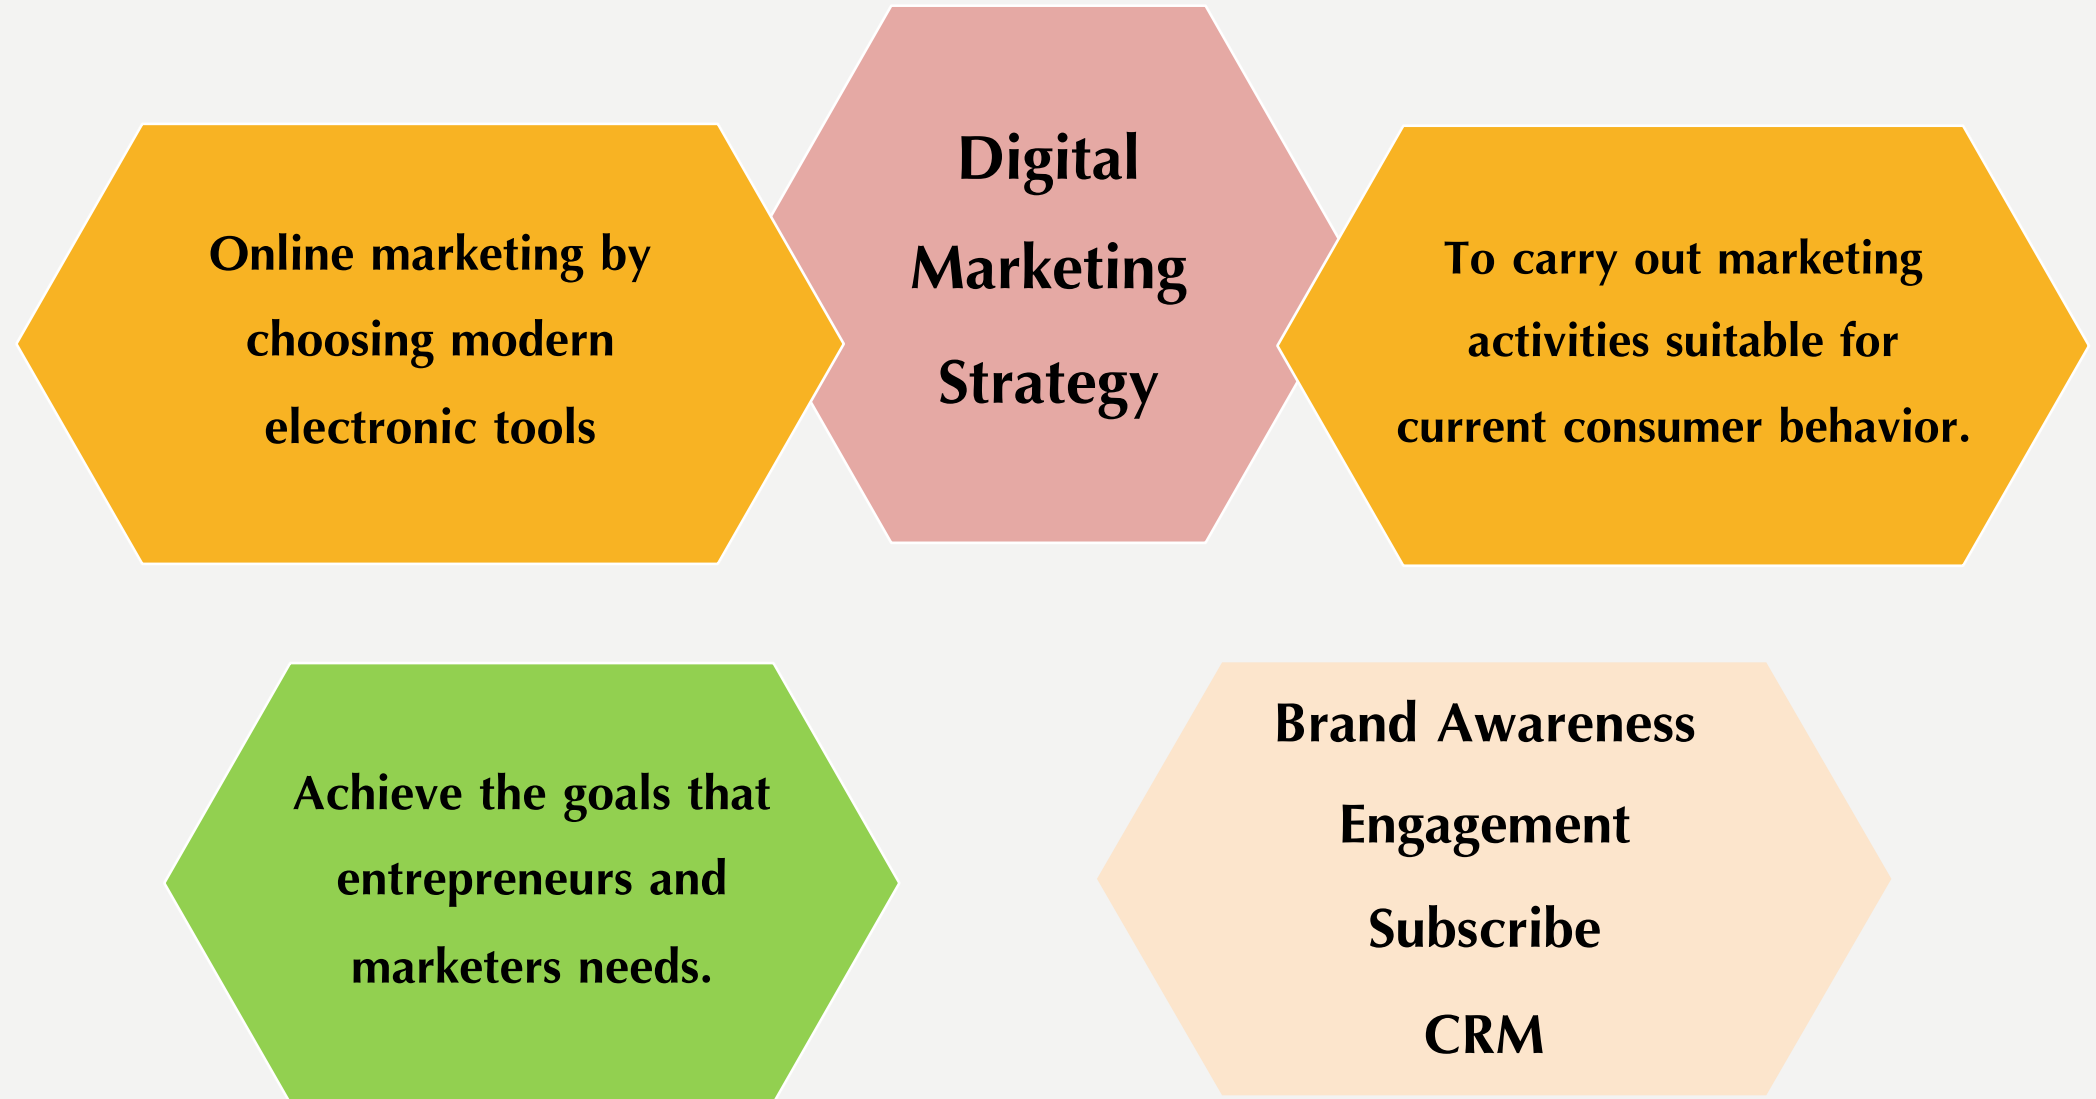 Digital
Marketing
Strategy
Online marketing by
choosing modern
electronic tools
To carry out marketing
activities suitable for
current consumer behavior.
Achieve the goals that
entrepreneurs and
marketers needs.
Brand Awareness
Engagement
Subscribe
CRM